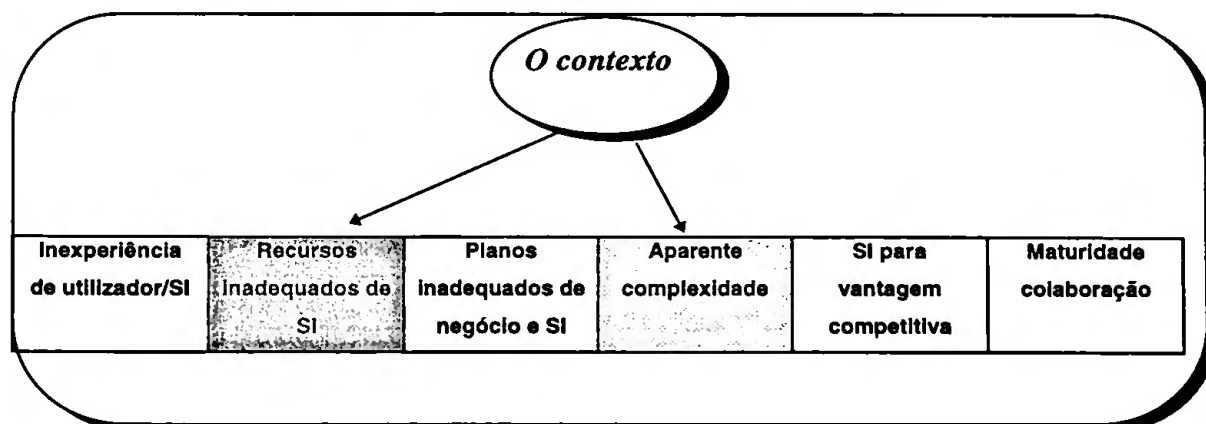 O contexto
Inexperiência
de utilizador/SI
Recursos
inadequados de
SI
Planos
inadequados de
negócio e SI
Aparente
complexidade
SI para
vantagem
competitiva
Maturidade
colaboração